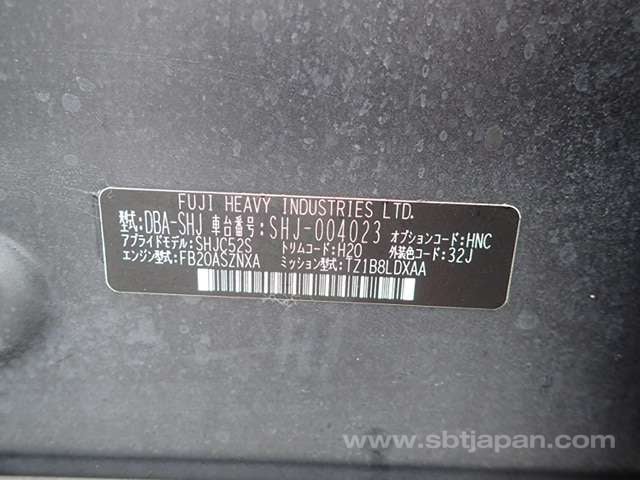 FUJI HEAVY INDUSTRIES LTD.
型式:DBA-SHJ 車台番号:SHJ-004023 オプションコード:HNC
アプライドモデル:SHJC52S トリムコード:H20 外装色コード:32J
エンジン型式:FB20ASZNXA ミッション型式:TZ1B8LDXAA
www.sbtjapan.com